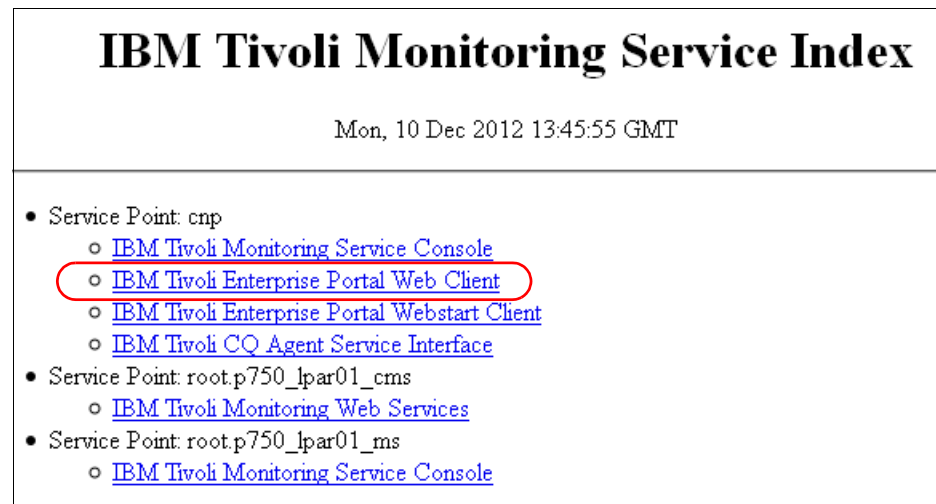 IBM Tivoli Monitoring Service Index
Mon, 10 Dec 2012 13:45:55 GMT
Service Point: cnp
IBM Tivoli Monitoring Service Console
IBM Tivoli Enterprise Portal Web Client
IBM Tivoli Enterprise Portal Webstart Client
IBM Tivoli CQ Agent Service Interface
Service Point: root.p750_lpar01_cms
IBM Tivoli Monitoring Web Services
Service Point: root.p750_lpar01_ms
IBM Tivoli Monitoring Service Console